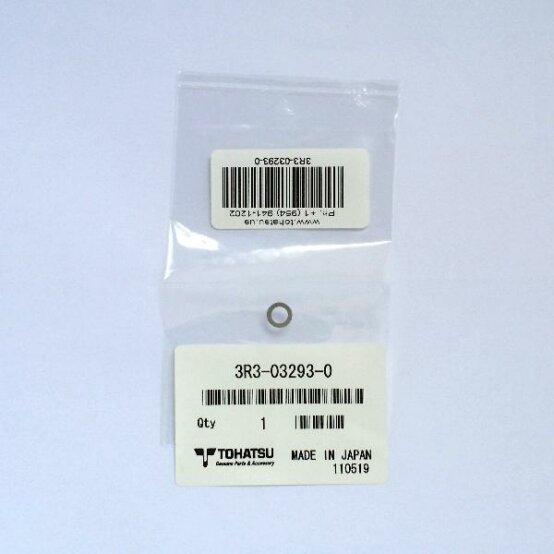 www.tohatsu.us
Ph. +1 (954) 941-1202
3R3-03293-0
3R3-03293-0
Qty 1
TOHATSU
Genuine Parts & Accessory
MADE IN JAPAN
110519